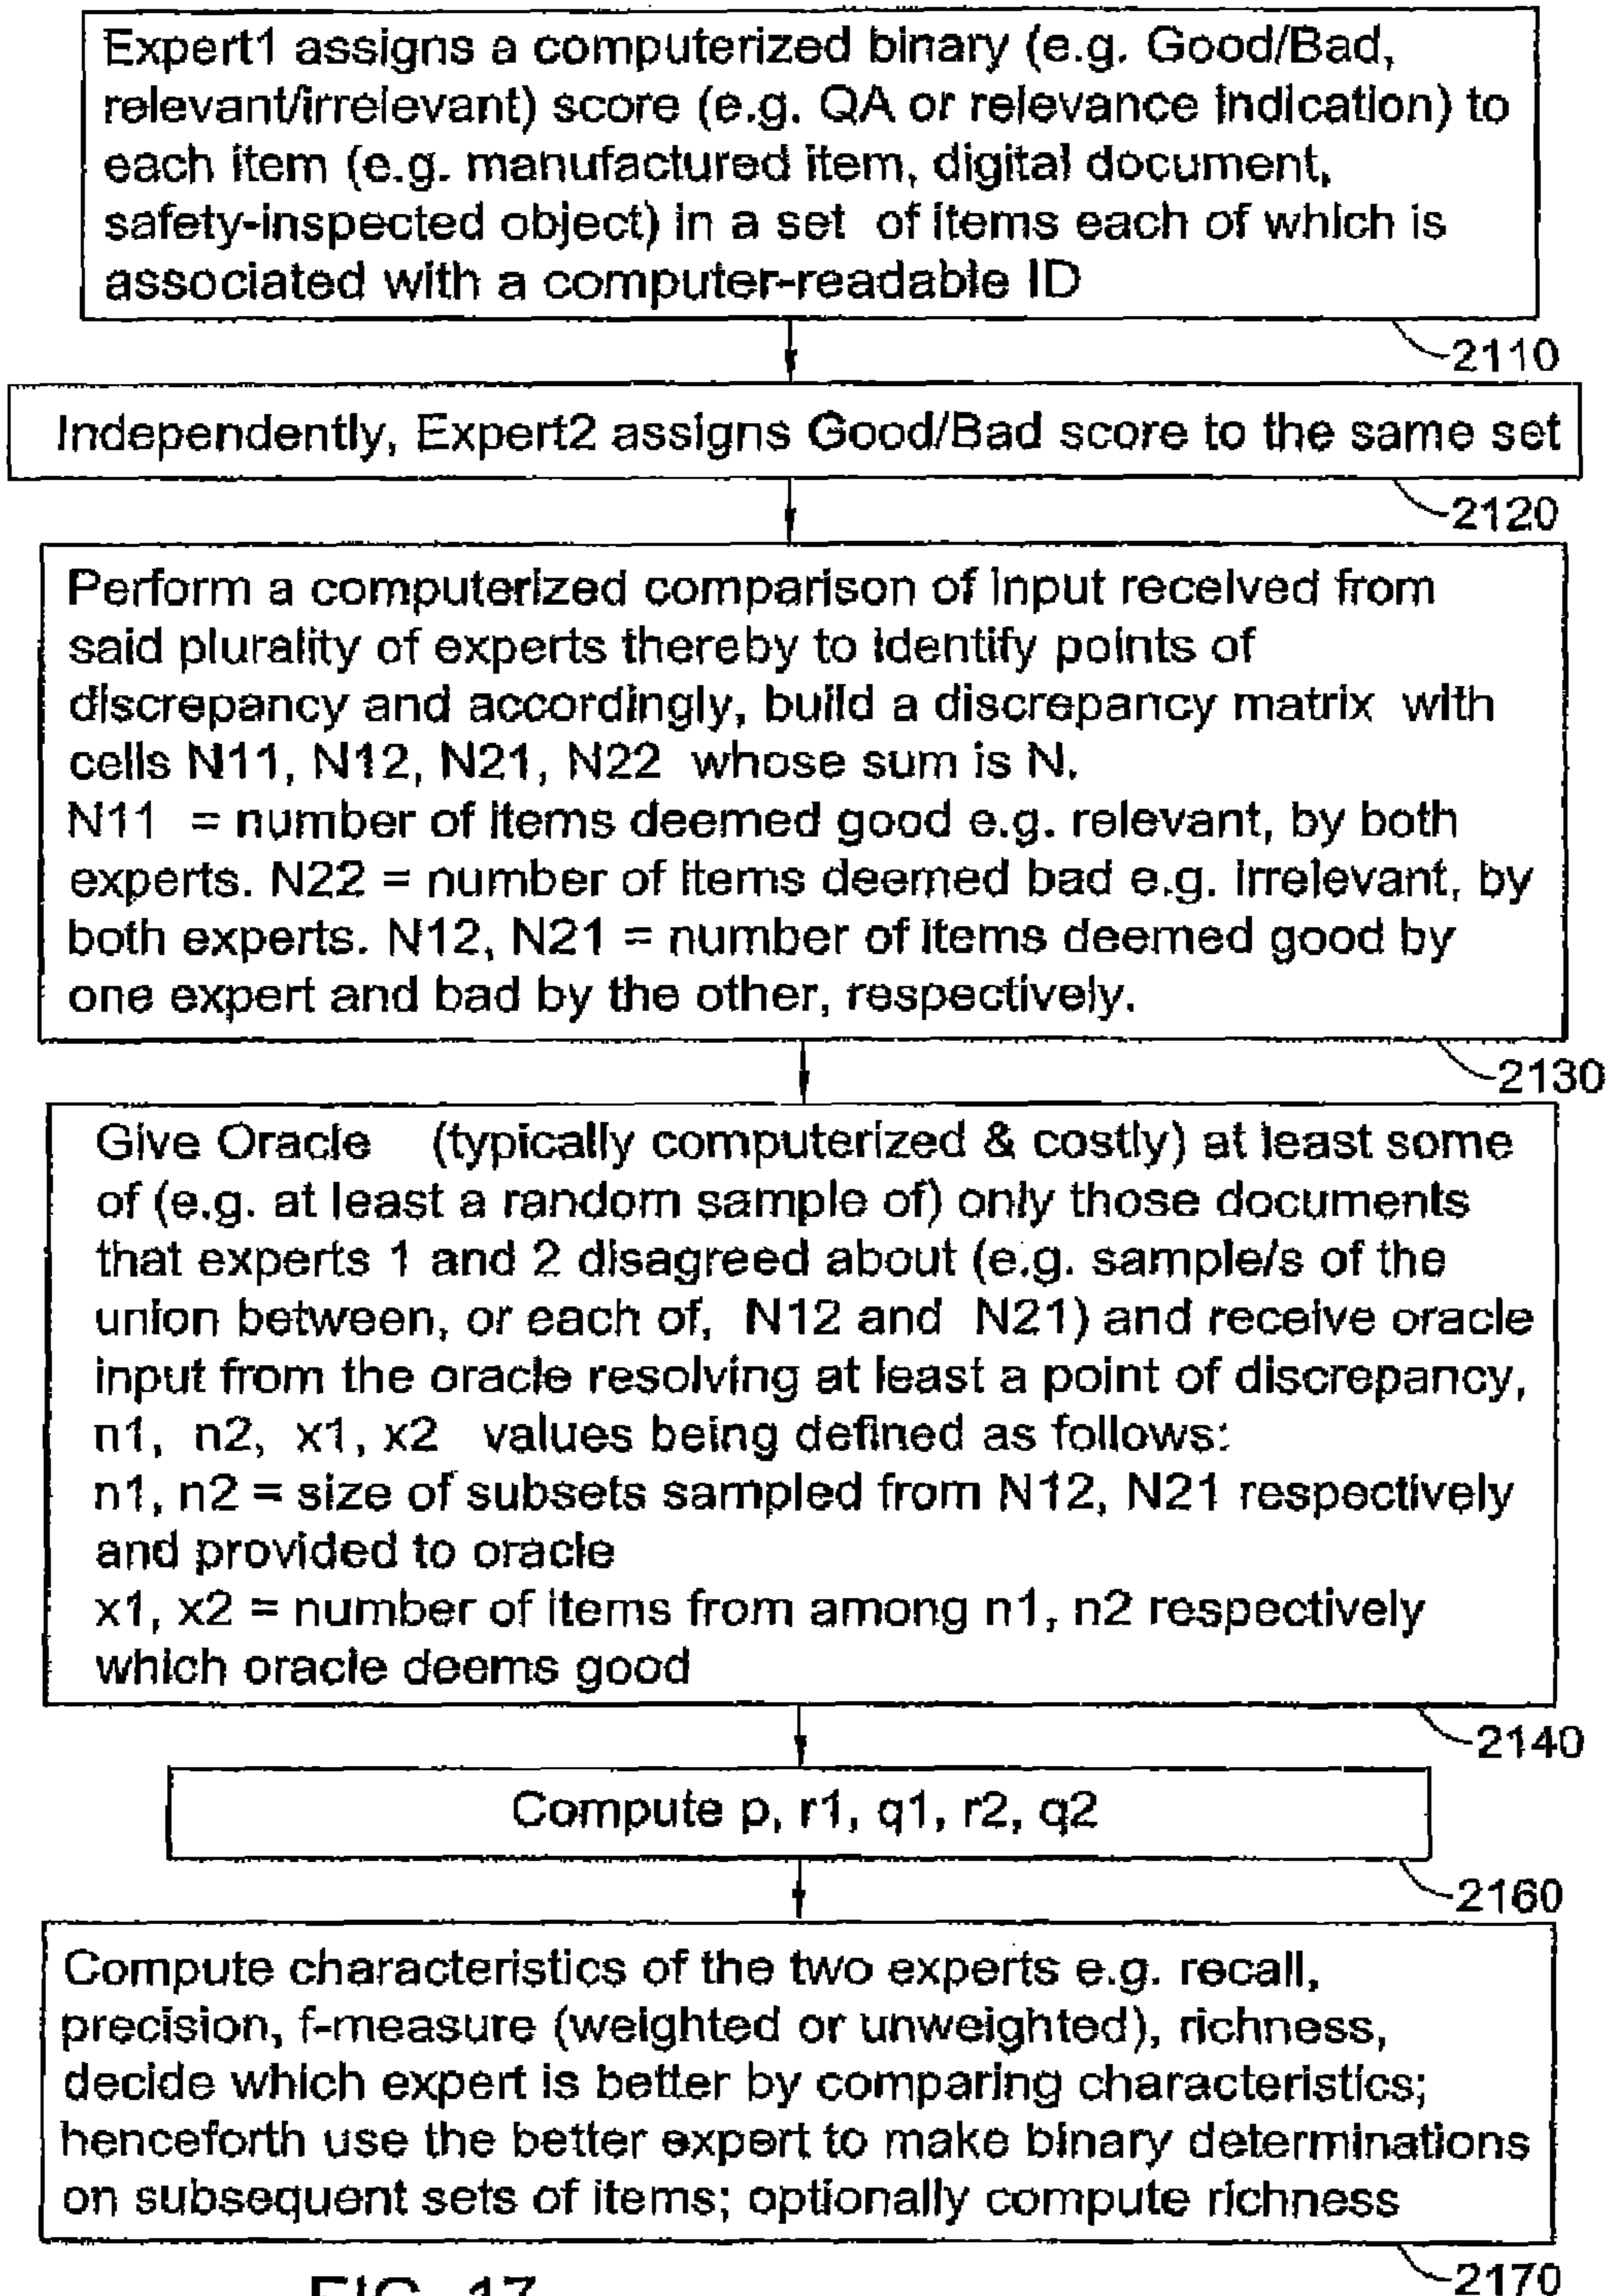 Expert1 assigns a computerized binary (e.g. Good/Bad,
relevant/irrelevant) score (e.g. QA or relevance indication) to
each item (e.g. manufactured item, digital document,
safety-inspected object) in a set of items each of which is
associated with a computer-readable ID
2110
Independently, Expert2 assigns Good/Bad score to the same set
2120
Perform a computerized comparison of input received from
said plurality of experts thereby to identify points of
discrepancy and accordingly, build a discrepancy matrix with
cells N11, N12, N21, N22 whose sum is N.
N11 = number of items deemed good e.g. relevant, by both
experts. N22 = number of items deemed bad e.g. irrelevant, by
both experts. N12, N21 = number of items deemed good by
one expert and bad by the other, respectively.
2130
Give Oracle (typically computerized & costly) at least some
of (e.g. at least a random sample of) only those documents
that experts 1 and 2 disagreed about (e.g. sample/s of the
union between, or each of, N12 and N21) and receive oracle
input from the oracle resolving at least a point of discrepancy,
n1, n2, x1, x2 values being defined as follows:
n1, n2 = size of subsets sampled from N12, N21 respectively
and provided to oracle
x1, x2 = number of items from among n1, n2 respectively
which oracle deems good
2140
Compute p, r1, q1, r2, q2
2160
Compute characteristics of the two experts e.g. recall,
precision, f-measure (weighted or unweighted), richness,
decide which expert is better by comparing characteristics;
henceforth use the better expert to make binary determinations
on subsequent sets of items; optionally compute richness
2170
FIG. 17